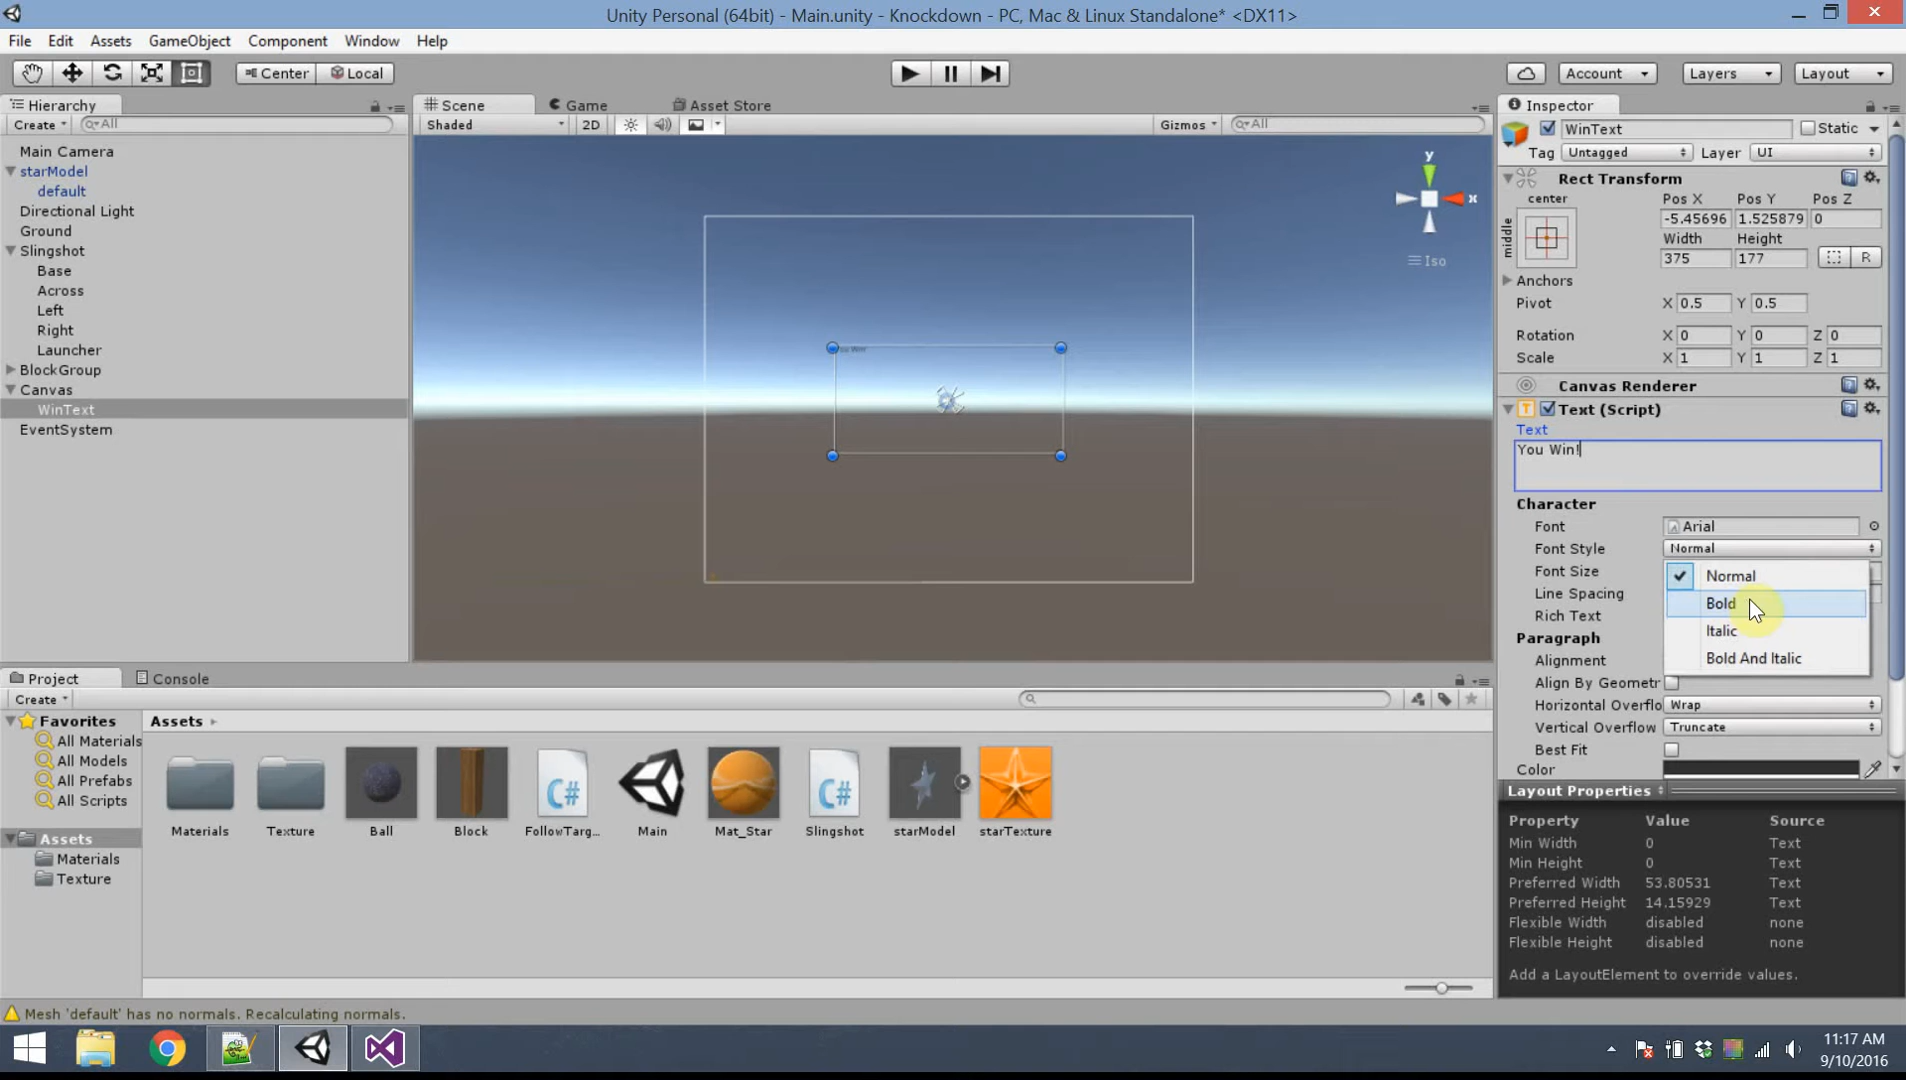 Unity Personal (64bit) - Main.unity - Knockdown - PC, Mac & Linux Standalone* <DX11>
File Edit Assets GameObject Component Window Help
Center Local Account Layers Layout
Hierarchy
Create All
Main Camera
starModel
default
Directional Light
Ground
Slingshot
Base
Across
Left
Right
Launcher
BlockGroup
Canvas
WinText
EventSystem
Scene Game Asset Store
Shaded 2D Gizmos All
y
x
Iso
You Win
Inspector
WinText Static
Tag Untagged Layer UI
Rect Transform
center
middle
Pos X Pos Y Pos Z
-5.45696 1.525879 0
Width Height
375 177 R
Anchors
Pivot X 0.5 Y 0.5
Rotation X 0 Y 0 Z 0
Scale X 1 Y 1 Z 1
Canvas Renderer
Text (Script)
Text
You Win!
Character
Font Arial
Font Style Normal
Font Size
Line Spacing
Rich Text
Normal
Bold
Italic
Bold And Italic
Paragraph
Alignment
Align By Geometr
Horizontal Overflo Wrap
Vertical Overflow Truncate
Best Fit
Color
Layout Properties
Property Value Source
Min Width 0 Text
Min Height 0 Text
Preferred Width 53.80531 Text
Preferred Height 14.15929 Text
Flexible Width disabled none
Flexible Height disabled none
Add a LayoutElement to override values.
Project Console
Create
Favorites
All Materials
All Models
All Prefabs
All Scripts
Assets
Materials
Texture
Assets
C# C#
Materials Texture Ball Block FollowTarg... Main Mat_Star Slingshot starModel starTexture
Mesh 'default' has no normals. Recalculating normals.
11:17 AM
9/10/2016